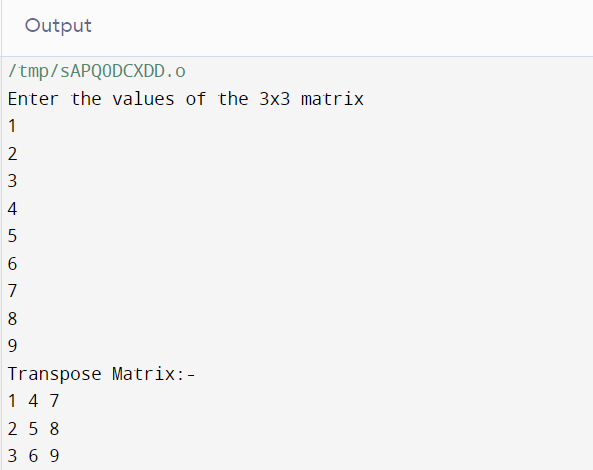 Output
/tmp/sAPQODCXDD.o
Enter the values of the 3x3 matrix
1
2
3
4
5
6
7
8
9
Transpose Matrix:-
1 4 7
2 5 8
3 6 9